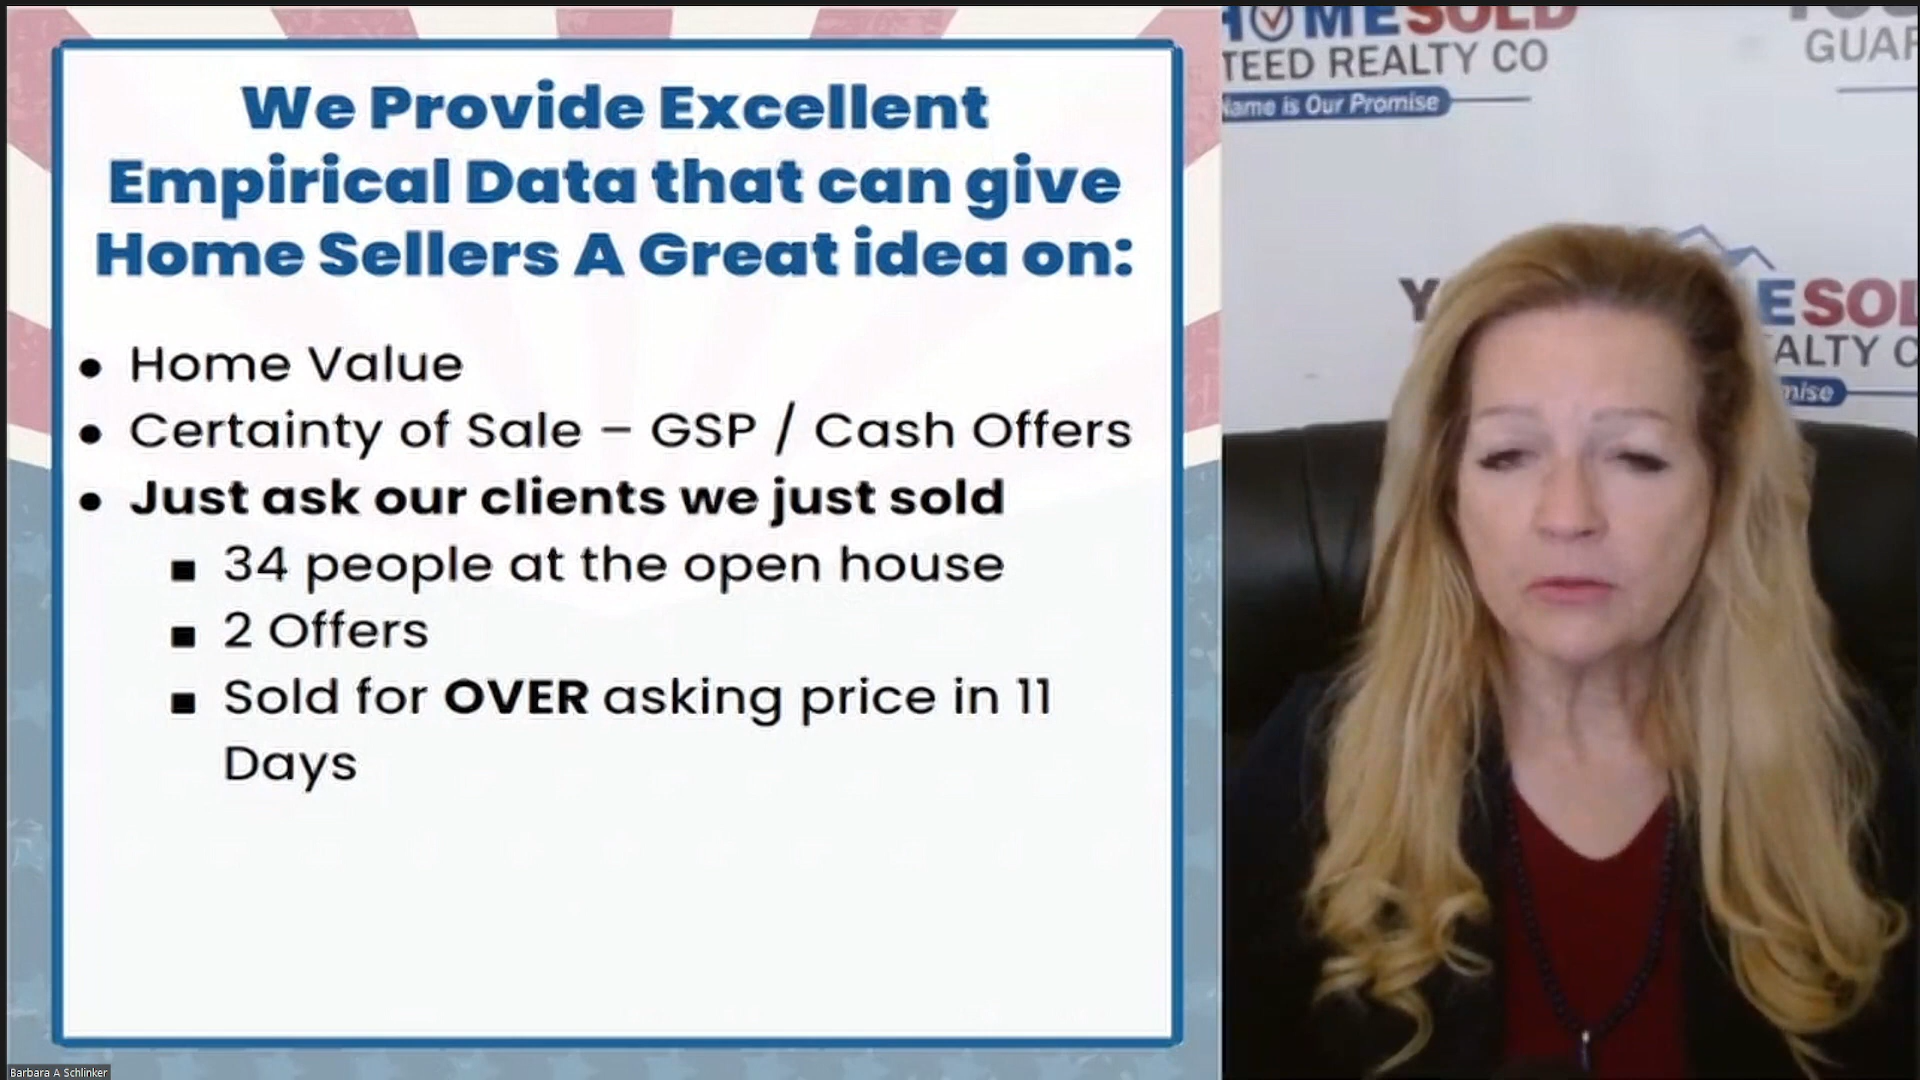 We Provide Excellent
Empirical Data that can give
Home Sellers A Great idea on:
• Home Value
• Certainty of Sale – GSP / Cash Offers
• Just ask our clients we just sold
▪ 34 people at the open house
▪ 2 Offers
▪ Sold for OVER asking price in 11
Days
HOMESOLD
TEED REALTY CO
Name is Our Promise
GUAR
ALTY C
mise
Barbara A Schlinker